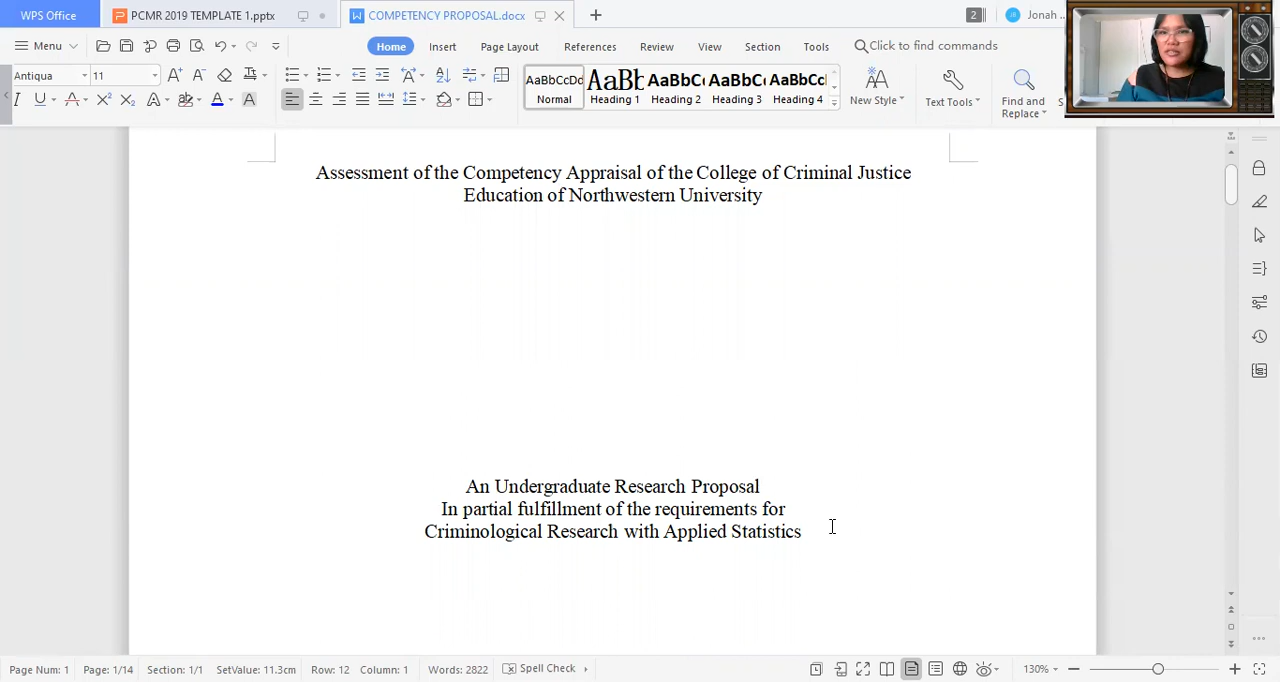 WPS Office
PCMR 2019 TEMPLATE 1.pptx
COMPETENCY PROPOSAL.docx
2
Jonah
Menu
Home
Insert
Page Layout
References
Review
View
Section
Tools
Click to find commands
Antiqua
11
AaBbCcDd
Normal
AaBb
Heading 1
AaBbC
Heading 2
AaBbC
Heading 3
AaBbC
Heading 4
New Style
Text Tools
Find and
Replace
Assessment of the Competency Appraisal of the College of Criminal Justice
Education of Northwestern University
An Undergraduate Research Proposal
In partial fulfillment of the requirements for
Criminological Research with Applied Statistics
Page Num: 1
Page: 1/14
Section: 1/1
SetValue: 11.3cm
Row: 12
Column: 1
Words: 2822
Spell Check
130%